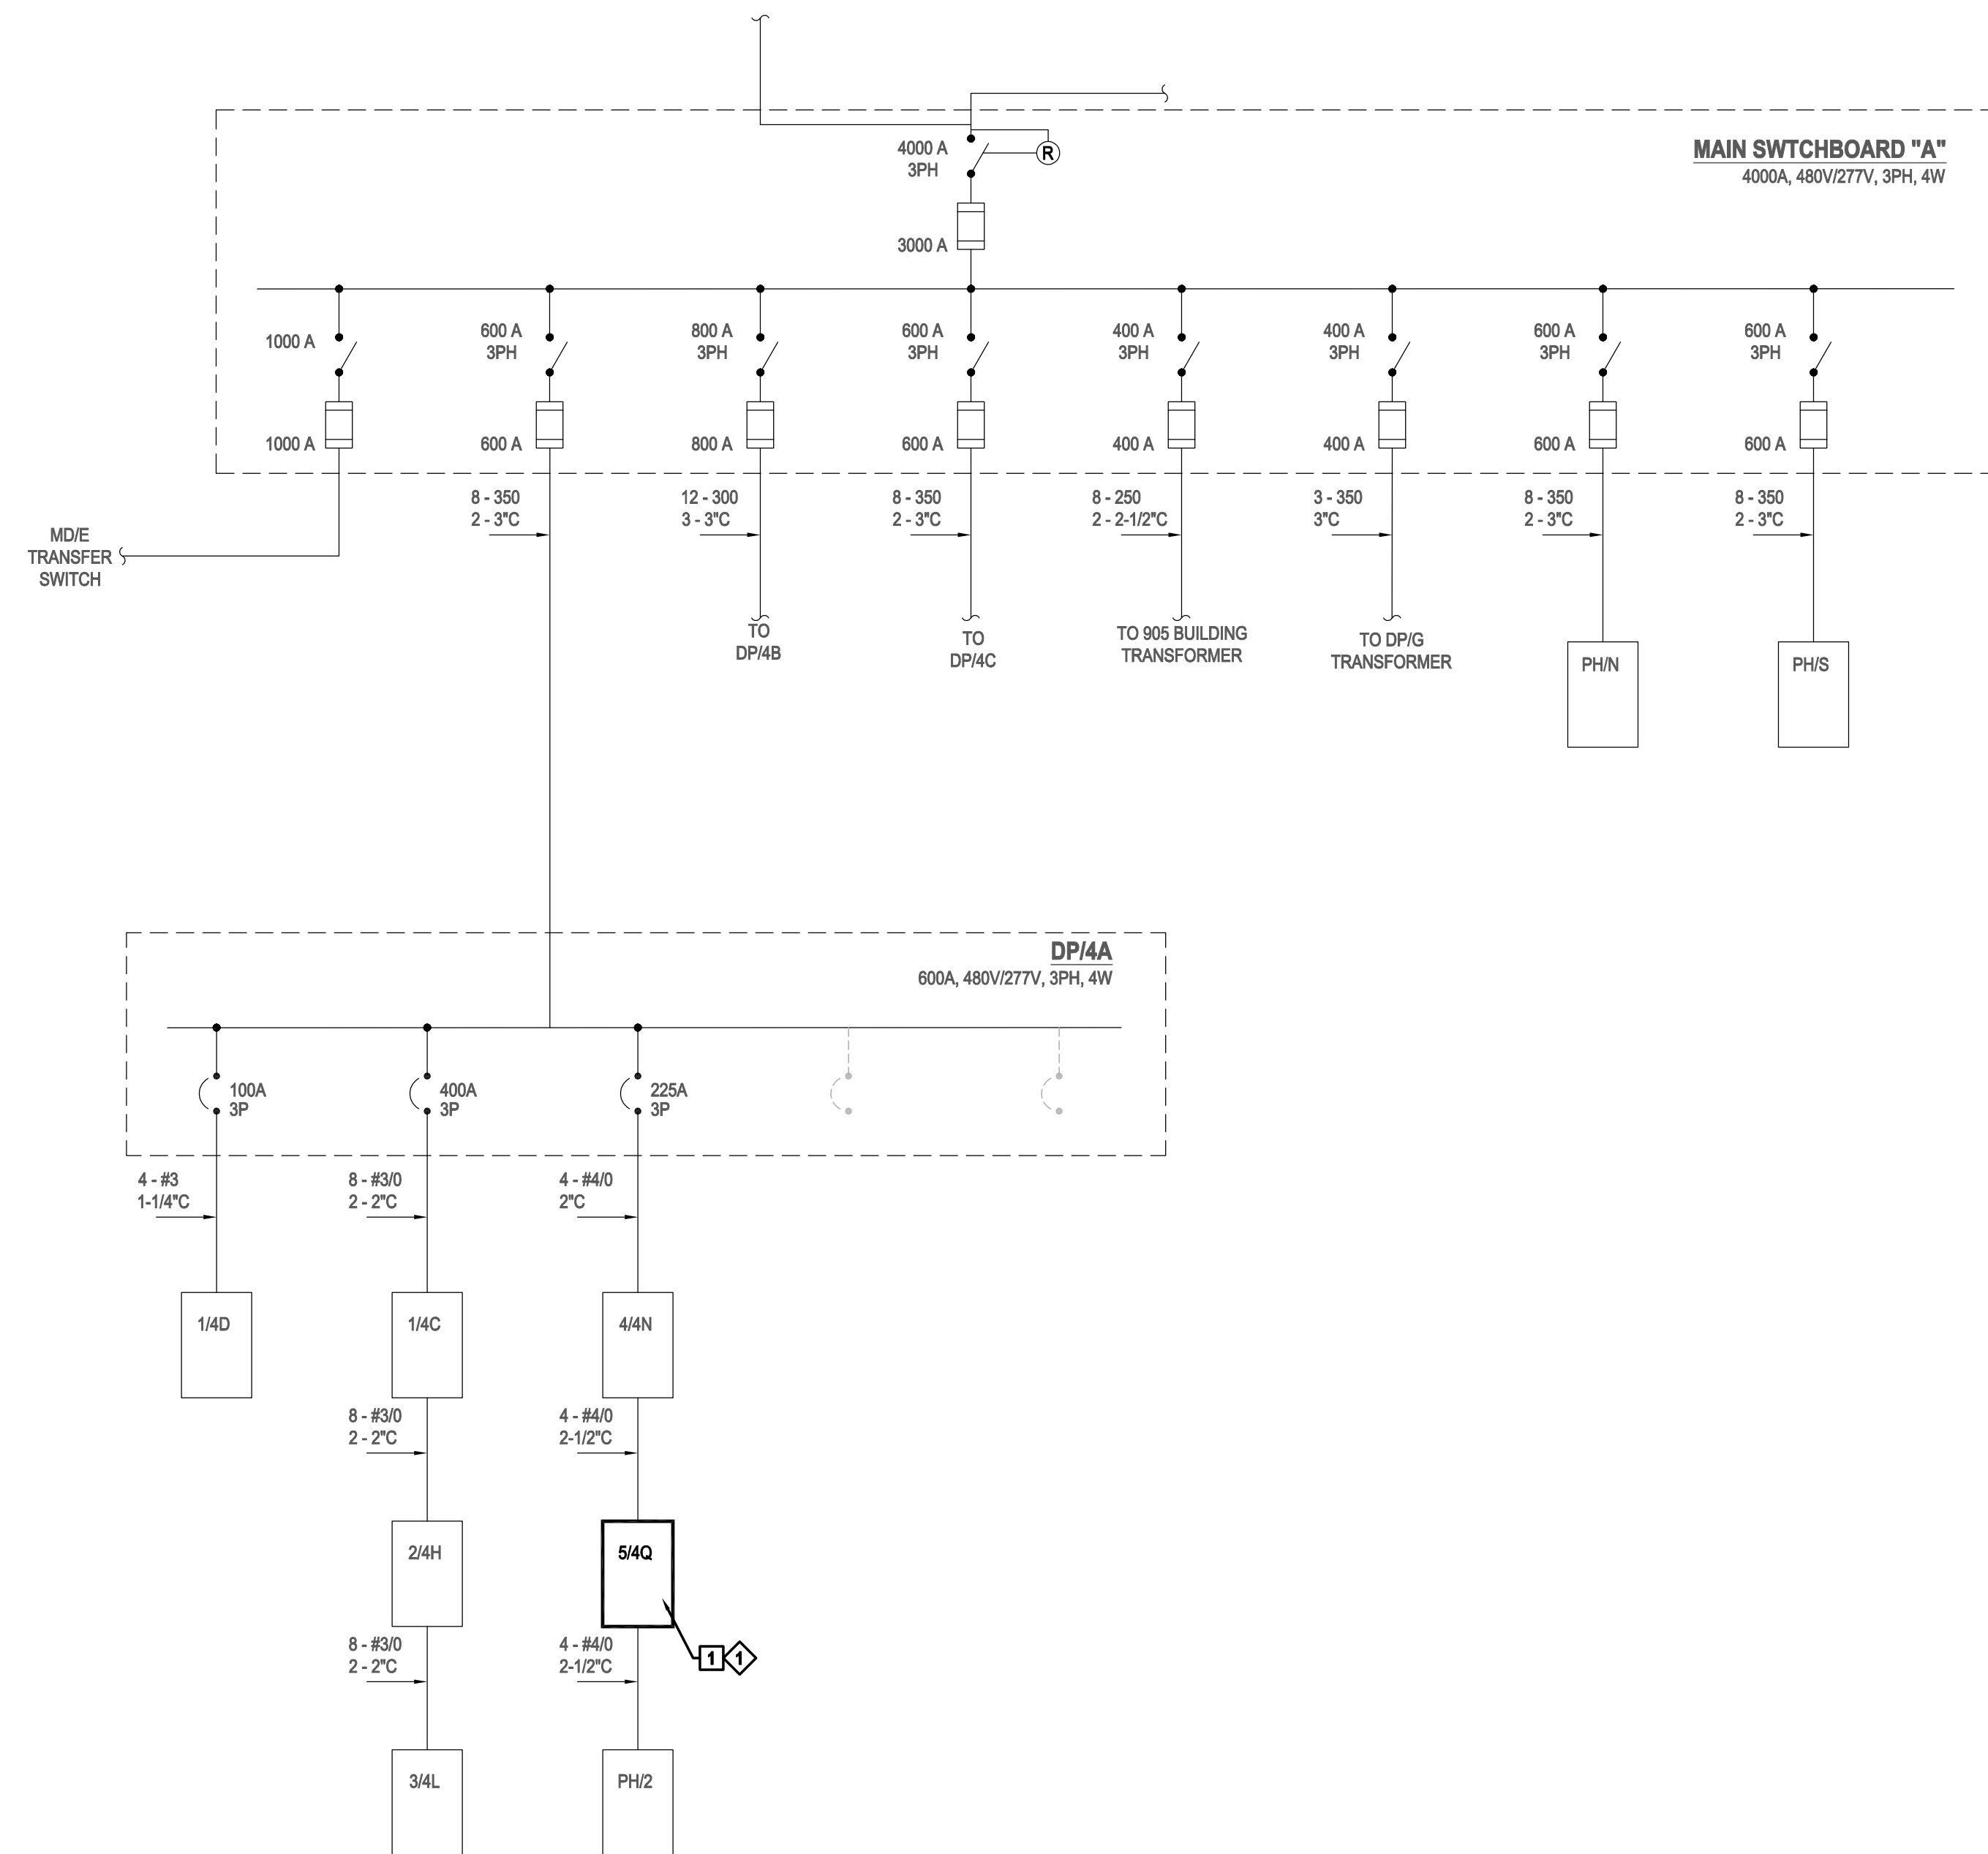 MAIN SWTCHBOARD "A"
4000A, 480V/277V, 3PH, 4W
4000 A
3PH
R
3000 A
1000 A
600 A
3PH
800 A
3PH
600 A
3PH
400 A
3PH
400 A
3PH
600 A
3PH
600 A
3PH
1000 A
600 A
800 A
600 A
400 A
400 A
600 A
600 A
8 - 350
2 - 3"C
12 - 300
3 - 3"C
8 - 350
2 - 3"C
8 - 250
2 - 2-1/2"C
3 - 350
3"C
8 - 350
2 - 3"C
8 - 350
2 - 3"C
MD/E
TRANSFER
SWITCH
TO
DP/4B
TO
DP/4C
TO 905 BUILDING
TRANSFORMER
TO DP/G
TRANSFORMER
PH/N
PH/S
DP/4A
600A, 480V/277V, 3PH, 4W
100A
3P
400A
3P
225A
3P
4 - #3
1-1/4"C
8 - #3/0
2 - 2"C
4 - #4/0
2"C
1/4D
1/4C
4/4N
8 - #3/0
2 - 2"C
4 - #4/0
2-1/2"C
2/4H
5/4Q
8 - #3/0
2 - 2"C
4 - #4/0
2-1/2"C
1 1
3/4L
PH/2